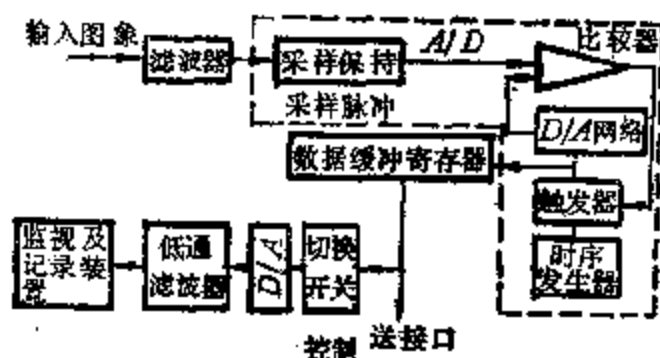 输入图象
滤波器
采样保持
A/D
比较器
采样脉冲
D/A网络
数据缓冲寄存器
触发器
监视及
记录装
置
低通
滤波器
D/A
切换
开关
时序
发生器
控制
送接口